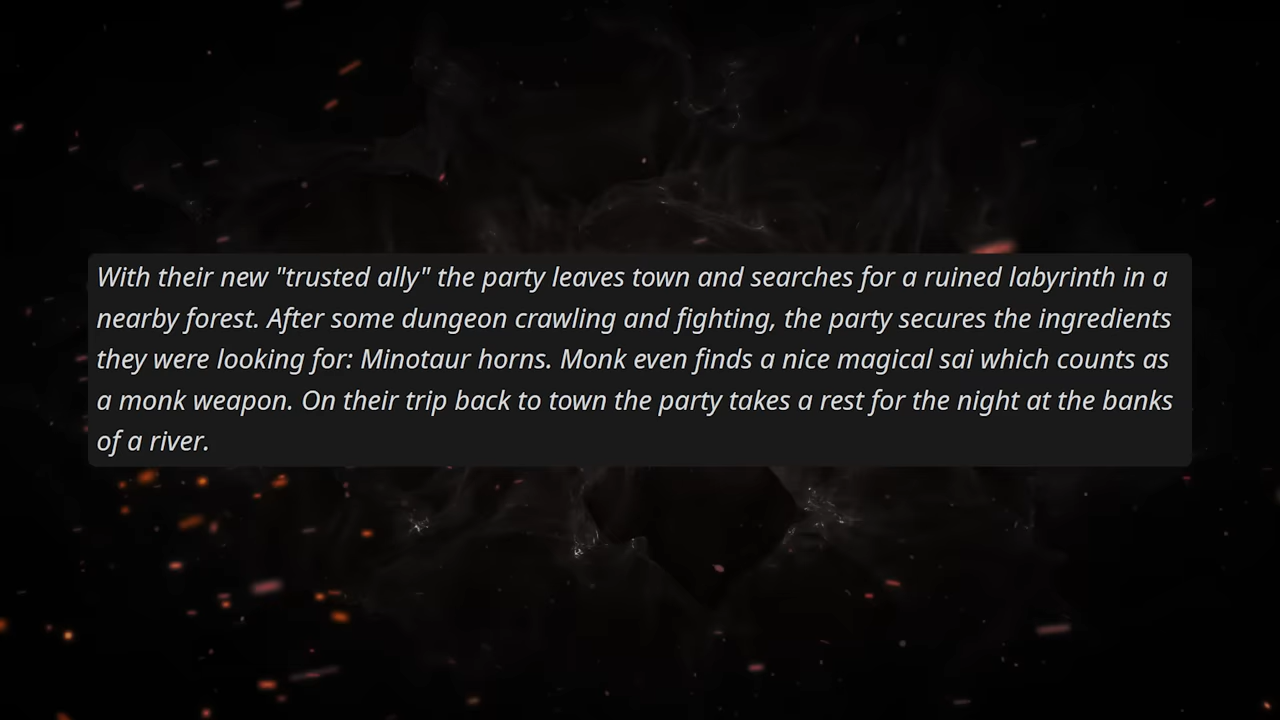 With their new "trusted ally" the party leaves town and searches for a ruined labyrinth in a
nearby forest. After some dungeon crawling and fighting, the party secures the ingredients
they were looking for: Minotaur horns. Monk even finds a nice magical sai which counts as
a monk weapon. On their trip back to town the party takes a rest for the night at the banks
of a river.